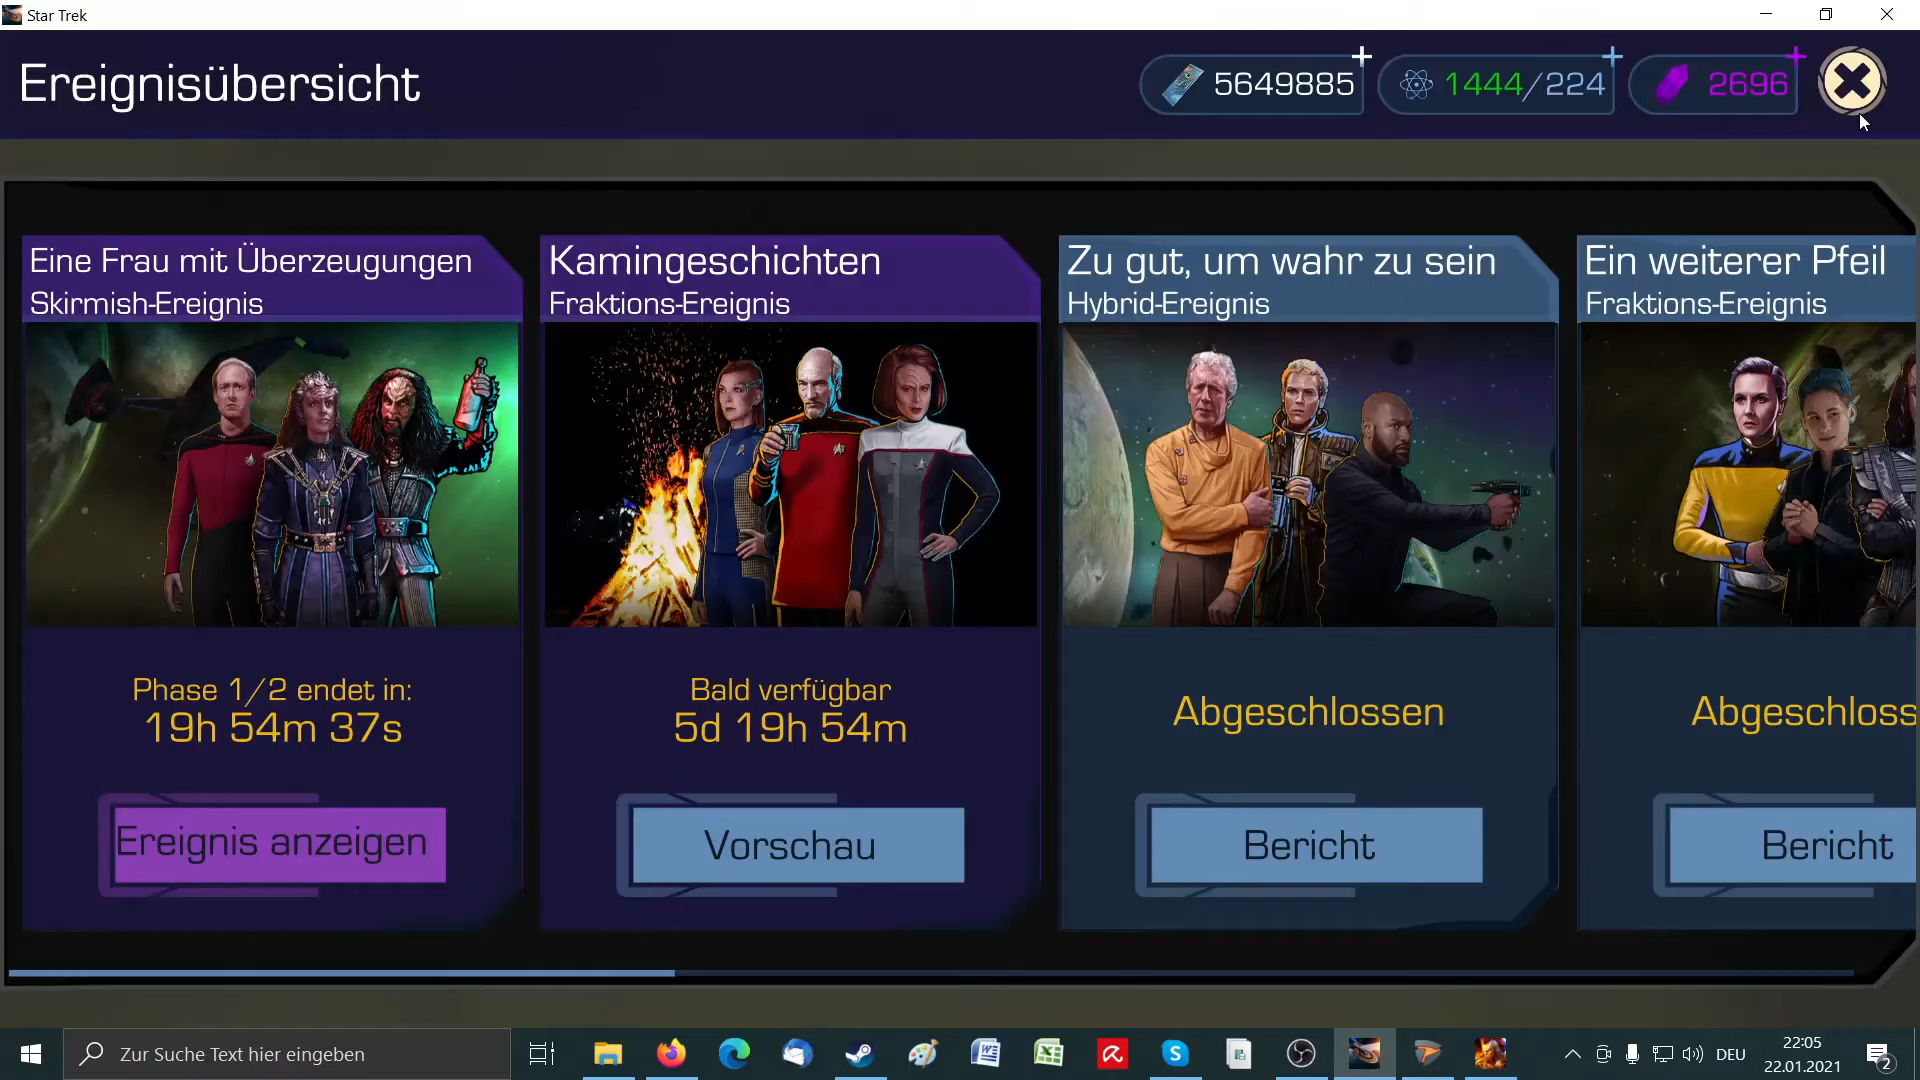 Star Trek
Ereignisübersicht
5649885
1444/224
2696
Eine Frau mit Überzeugungen
Skirmish-Ereignis
Phase 1/2 endet in:
19h 54m 37s
Ereignis anzeigen
Kamingeschichten
Fraktions-Ereignis
Bald verfügbar
5d 19h 54m
Vorschau
Zu gut, um wahr zu sein
Hybrid-Ereignis
Abgeschlossen
Bericht
Ein weiterer Pfeil
Fraktions-Ereignis
Abgeschloss
Bericht
Zur Suche Text hier eingeben
DEU
22:05
22.01.2021
2